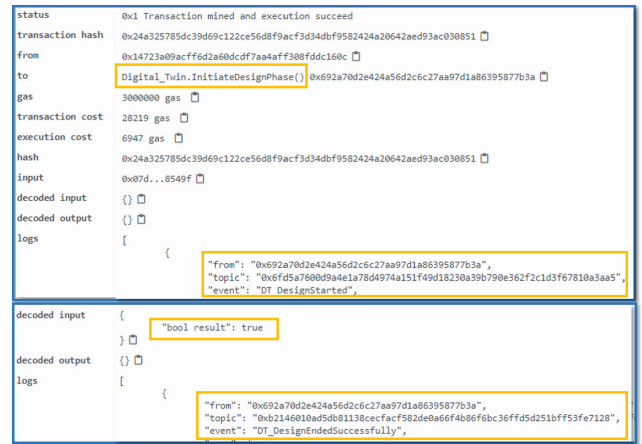 status 0x1 Transaction mined and execution succeed
transaction hash 0x24a325785dc39d69c122ce56d8f9acf3d34dbf9582424a20642aed93ac030851
from 0x14723a09acff6d2a60dcdf7aa4aff308fddc160c
to Digital_Twin.InitiateDesignPhase() 0x692a70d2e424a56d2c6c27aa97d1a86395877b3a
gas 3000000 gas
transaction cost 28219 gas
execution cost 6947 gas
hash 0x24a325785dc39d69c122ce56d8f9acf3d34dbf9582424a20642aed93ac030851
input 0x07d...8549f
decoded input {}
decoded output {}
logs [
{
"from": "0x692a70d2e424a56d2c6c27aa97d1a86395877b3a",
"topic": "0x6fd5a7600d9a4e1a78d4974a151f49d18230a39b790e362f2c1d3f67810a3aa5",
"event": "DT_DesignStarted",
decoded input {
"bool result": true
}
decoded output {}
logs [
{
"from": "0x692a70d2e424a56d2c6c27aa97d1a86395877b3a",
"topic": "0xb2146010ad5db81138cecfacf582de0a66f4b86f6bc36ffd5d251bff53fe7128",
"event": "DT_DesignEndedSuccessfully",